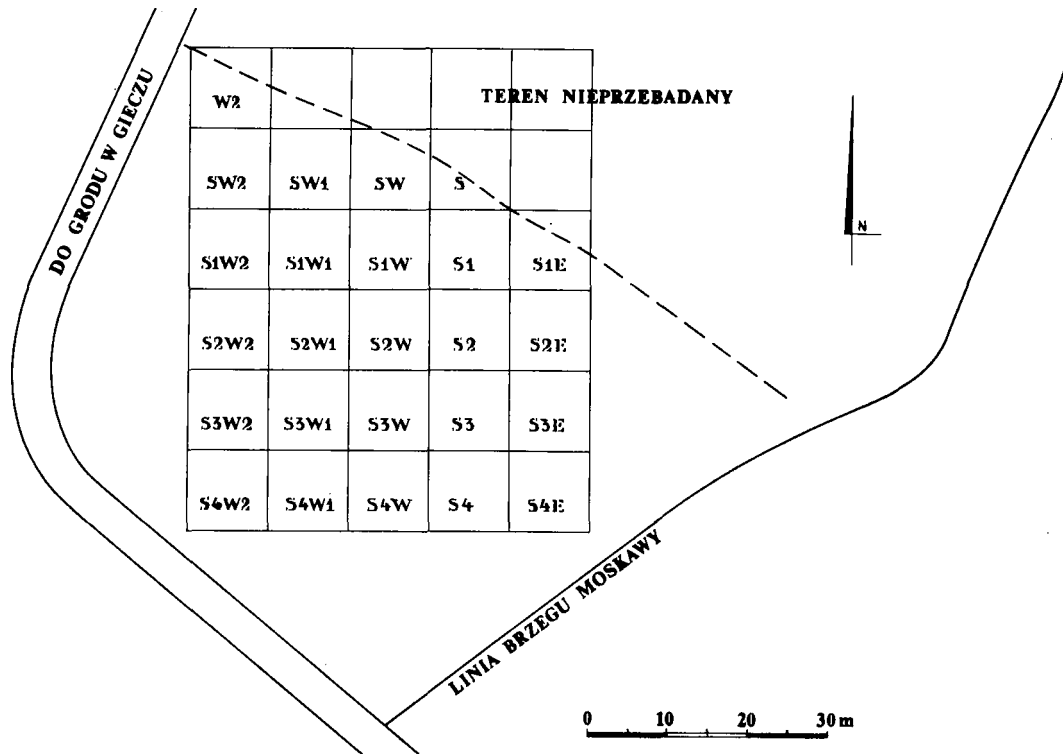 DO GRODU W GIECZU
TEREN NIEPRZEBADANY
W2
SW2 SW1 SW S
S1W2 S1W1 S1W S1 S1E
S2W2 S2W1 S2W S2 S2E
S3W2 S3W1 S3W S3 S3E
S4W2 S4W1 S4W S4 S4E
N
LINIA BRZEGU MOSKAWY
0 10 20 30 m